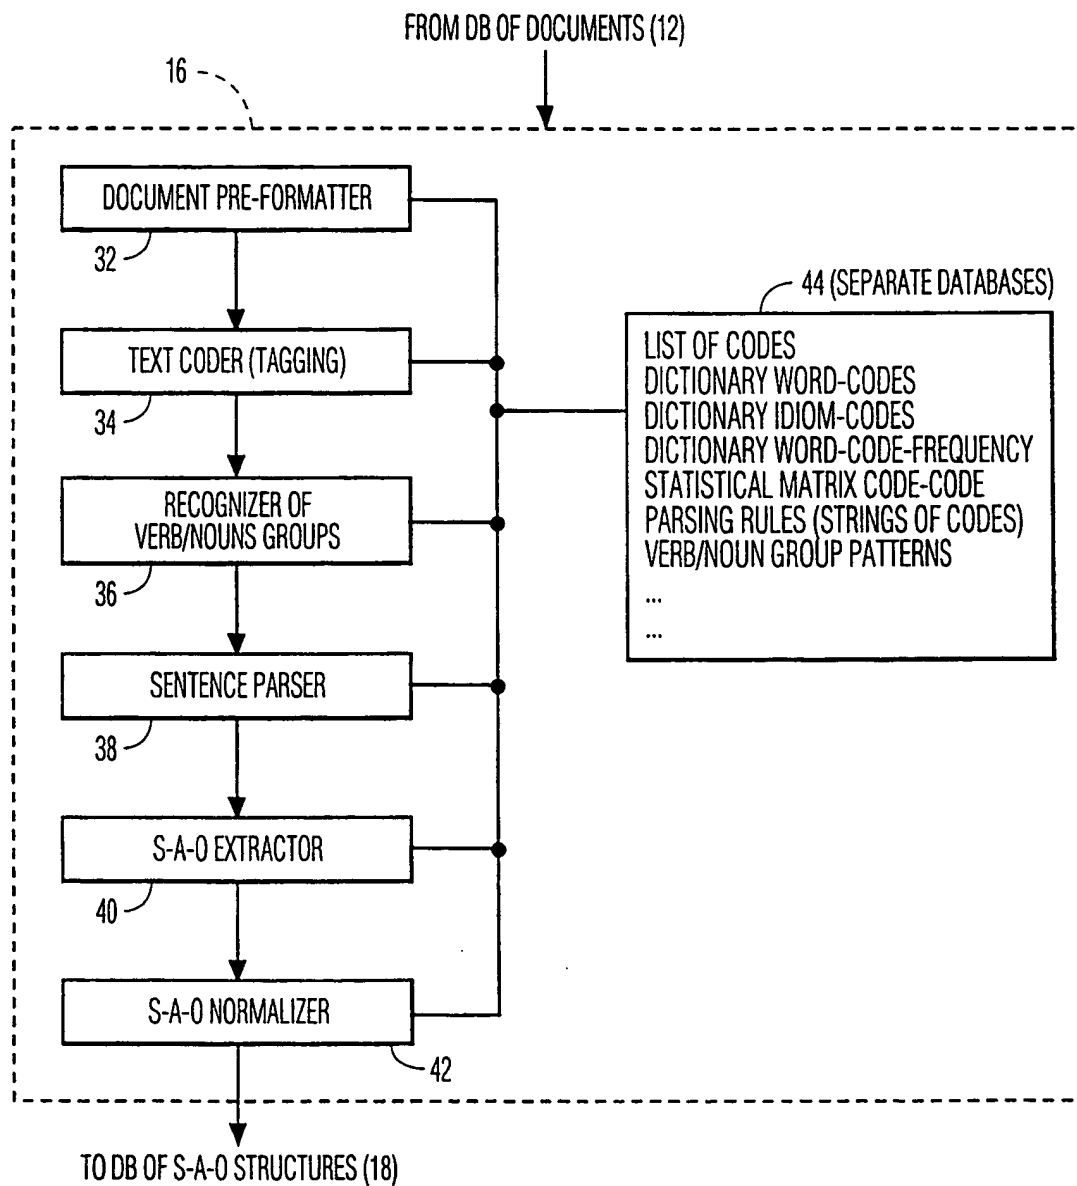 FROM DB OF DOCUMENTS (12)
16
DOCUMENT PRE-FORMATTER
32
TEXT CODER (TAGGING)
34
RECOGNIZER OF
VERB/NOUNS GROUPS
36
SENTENCE PARSER
38
S-A-O EXTRACTOR
40
S-A-O NORMALIZER
42
44 (SEPARATE DATABASES)
LIST OF CODES
DICTIONARY WORD-CODES
DICTIONARY IDIOM-CODES
DICTIONARY WORD-CODE-FREQUENCY
STATISTICAL MATRIX CODE-CODE
PARSING RULES (STRINGS OF CODES)
VERB/NOUN GROUP PATTERNS
...
...
TO DB OF S-A-O STRUCTURES (18)